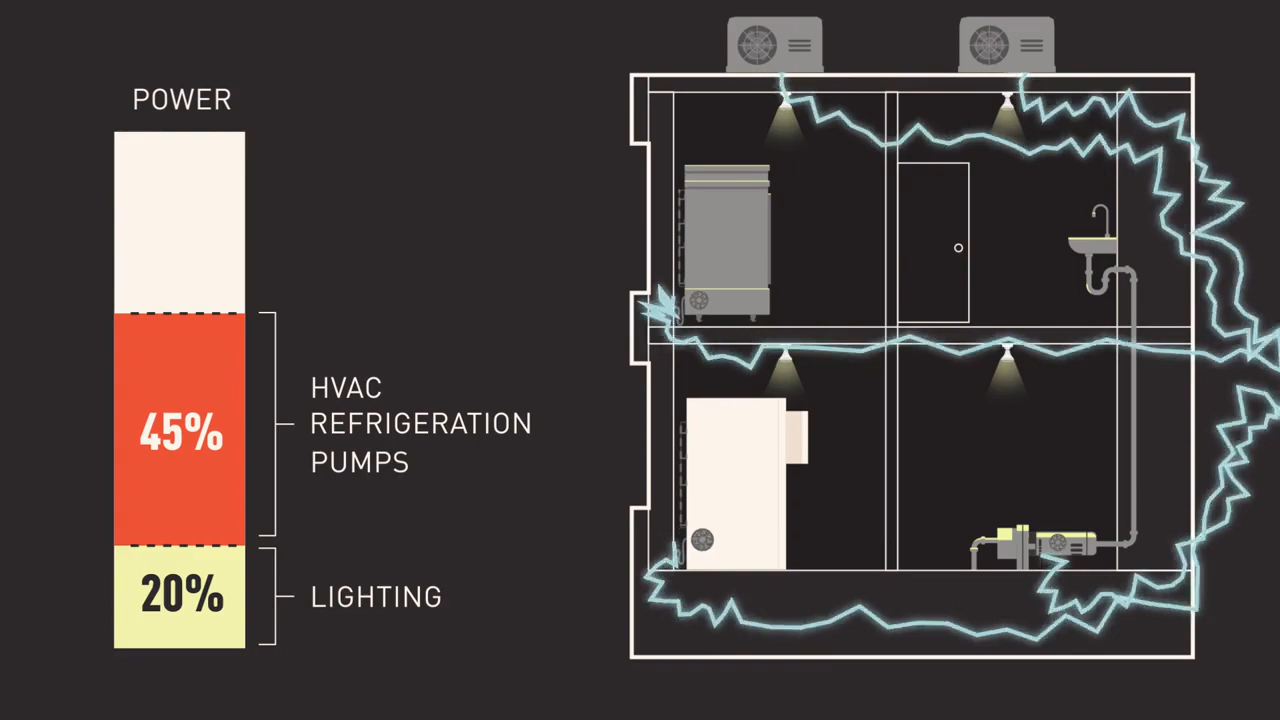 POWER
45%
HVAC
REFRIGERATION
PUMPS
20%
LIGHTING